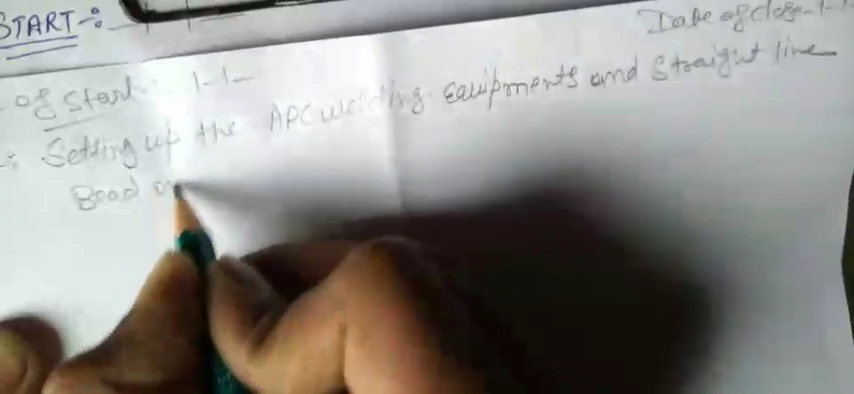 START -:
Date of close - 1-1-
of start : 1-1-
-: Setting up the ARC welding equipments and straight line
Bead